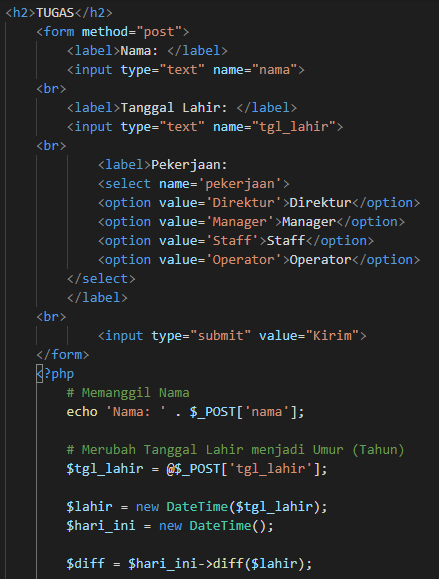 <h2>TUGAS</h2>
<form method="post">
<label>Nama: </label>
<input type="text" name="nama">
<br>
<label>Tanggal Lahir: </label>
<input type="text" name="tgl_lahir">
<br>
<label>Pekerjaan:
<select name='pekerjaan'>
<option value='Direktur'>Direktur</option>
<option value='Manager'>Manager</option>
<option value='Staff'>Staff</option>
<option value='Operator'>Operator</option>
</select>
</label>
<br>
<input type="submit" value="Kirim">
</form>
<?php
# Memanggil Nama
echo 'Nama: ' . $_POST['nama'];
# Merubah Tanggal Lahir menjadi Umur (Tahun)
$tgl_lahir = @$_POST['tgl_lahir'];
$lahir = new DateTime($tgl_lahir);
$hari_ini = new DateTime();
$diff = $hari_ini->diff($lahir);